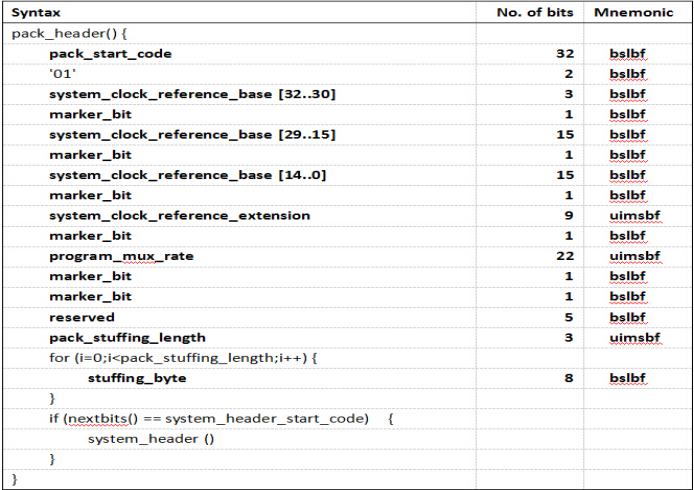 Syntax No. of bits Mnemonic
pack_header() {
pack_start_code 32 bslbf
'01' 2 bslbf
system_clock_reference_base [32..30] 3 bslbf
marker_bit 1 bslbf
system_clock_reference_base [29..15] 15 bslbf
marker_bit 1 bslbf
system_clock_reference_base [14..0] 15 bslbf
marker_bit 1 bslbf
system_clock_reference_extension 9 uimsbf
marker_bit 1 bslbf
program_mux_rate 22 uimsbf
marker_bit 1 bslbf
marker_bit 1 bslbf
reserved 5 bslbf
pack_stuffing_length 3 uimsbf
for (i=0;i<pack_stuffing_length;i++) {
stuffing_byte 8 bslbf
}
if (nextbits() == system_header_start_code) {
system_header ()
}
}